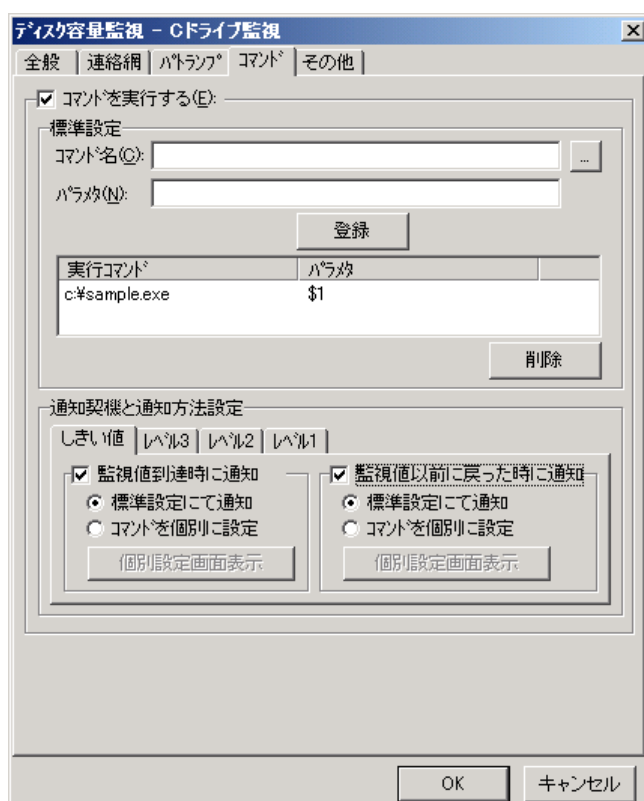 ディスク容量監視 - Cドライブ監視
全般 連絡網 パトランプ コマンド その他
コマンドを実行する(E):
標準設定
コマンド名(C): ...
パラメタ(N):
登録
実行コマンド パラメタ
c:¥sample.exe $1
削除
通知契機と通知方法設定
しきい値 レベル3 レベル2 レベル1
監視値到達時に通知 監視値以前に戻った時に通知
標準設定にて通知 標準設定にて通知
コマンドを個別に設定 コマンドを個別に設定
個別設定画面表示 個別設定画面表示
OK キャンセル